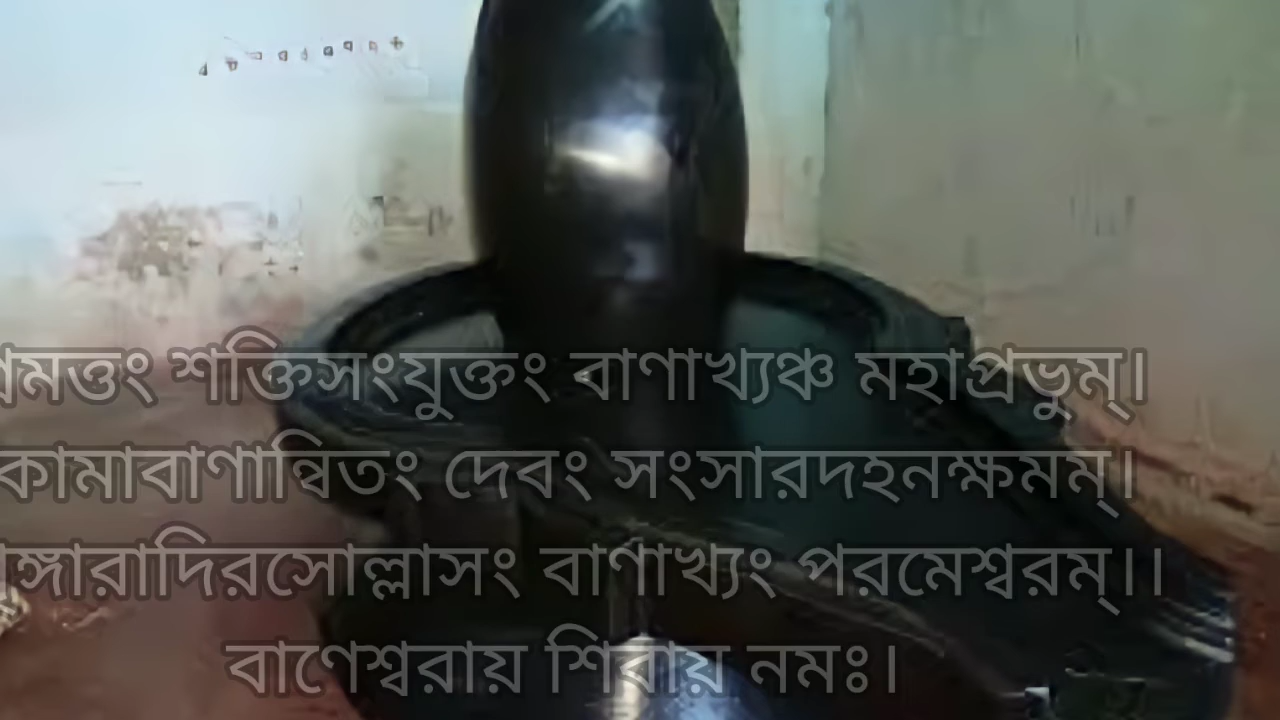 শক্তিসংযুক্তং বাণাখ্যঞ্চ মহাপ্রভুম্।
কামাবাণান্বিতং দেবং সংসারদহনক্ষমম্।
বাণাখ্যং পরমেশ্বরম্।।
বাণেশ্বরায় শিবায় নমঃ।